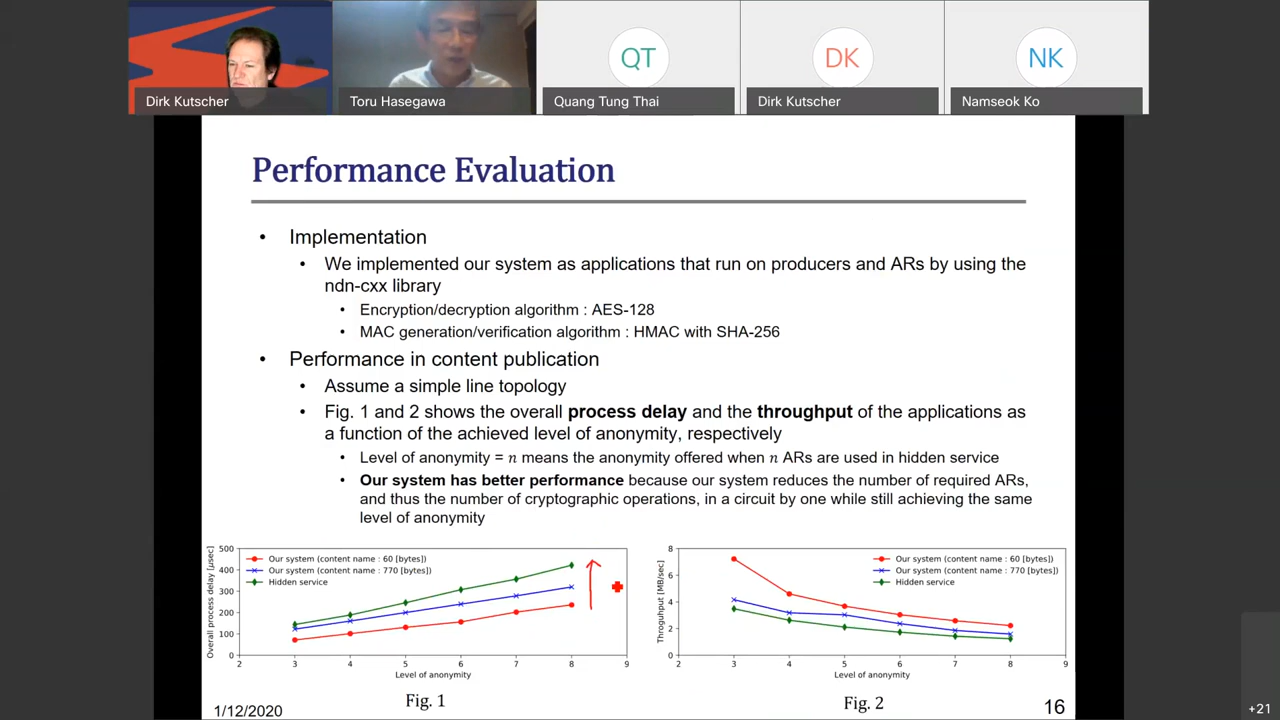 QT
DK
NK
Dirk Kutscher
Toru Hasegawa
Quang Tung Thai
Dirk Kutscher
Namseok Ko
Performance Evaluation
• Implementation
• We implemented our system as applications that run on producers and ARs by using the
ndn-cxx library
• Encryption/decryption algorithm : AES-128
• MAC generation/verification algorithm : HMAC with SHA-256
• Performance in content publication
• Assume a simple line topology
• Fig. 1 and 2 shows the overall process delay and the throughput of the applications as
a function of the achieved level of anonymity, respectively
• Level of anonymity = n means the anonymity offered when n ARs are used in hidden service
• Our system has better performance because our system reduces the number of required ARs,
and thus the number of cryptographic operations, in a circuit by one while still achieving the same
level of anonymity
Overall process delay [μsec]
500
400
300
200
100
0
Our system (content name : 60 [bytes])
Our system (content name : 770 [bytes])
Hidden service
2 3 4 5 6 7 8 9
Level of anonymity
Fig. 1
Throguhput [MB/sec]
8
6
4
2
0
Our system (content name : 60 [bytes])
Our system (content name : 770 [bytes])
Hidden service
2 3 4 5 6 7 8 9
Level of anonymity
Fig. 2
1/12/2020
16
+21